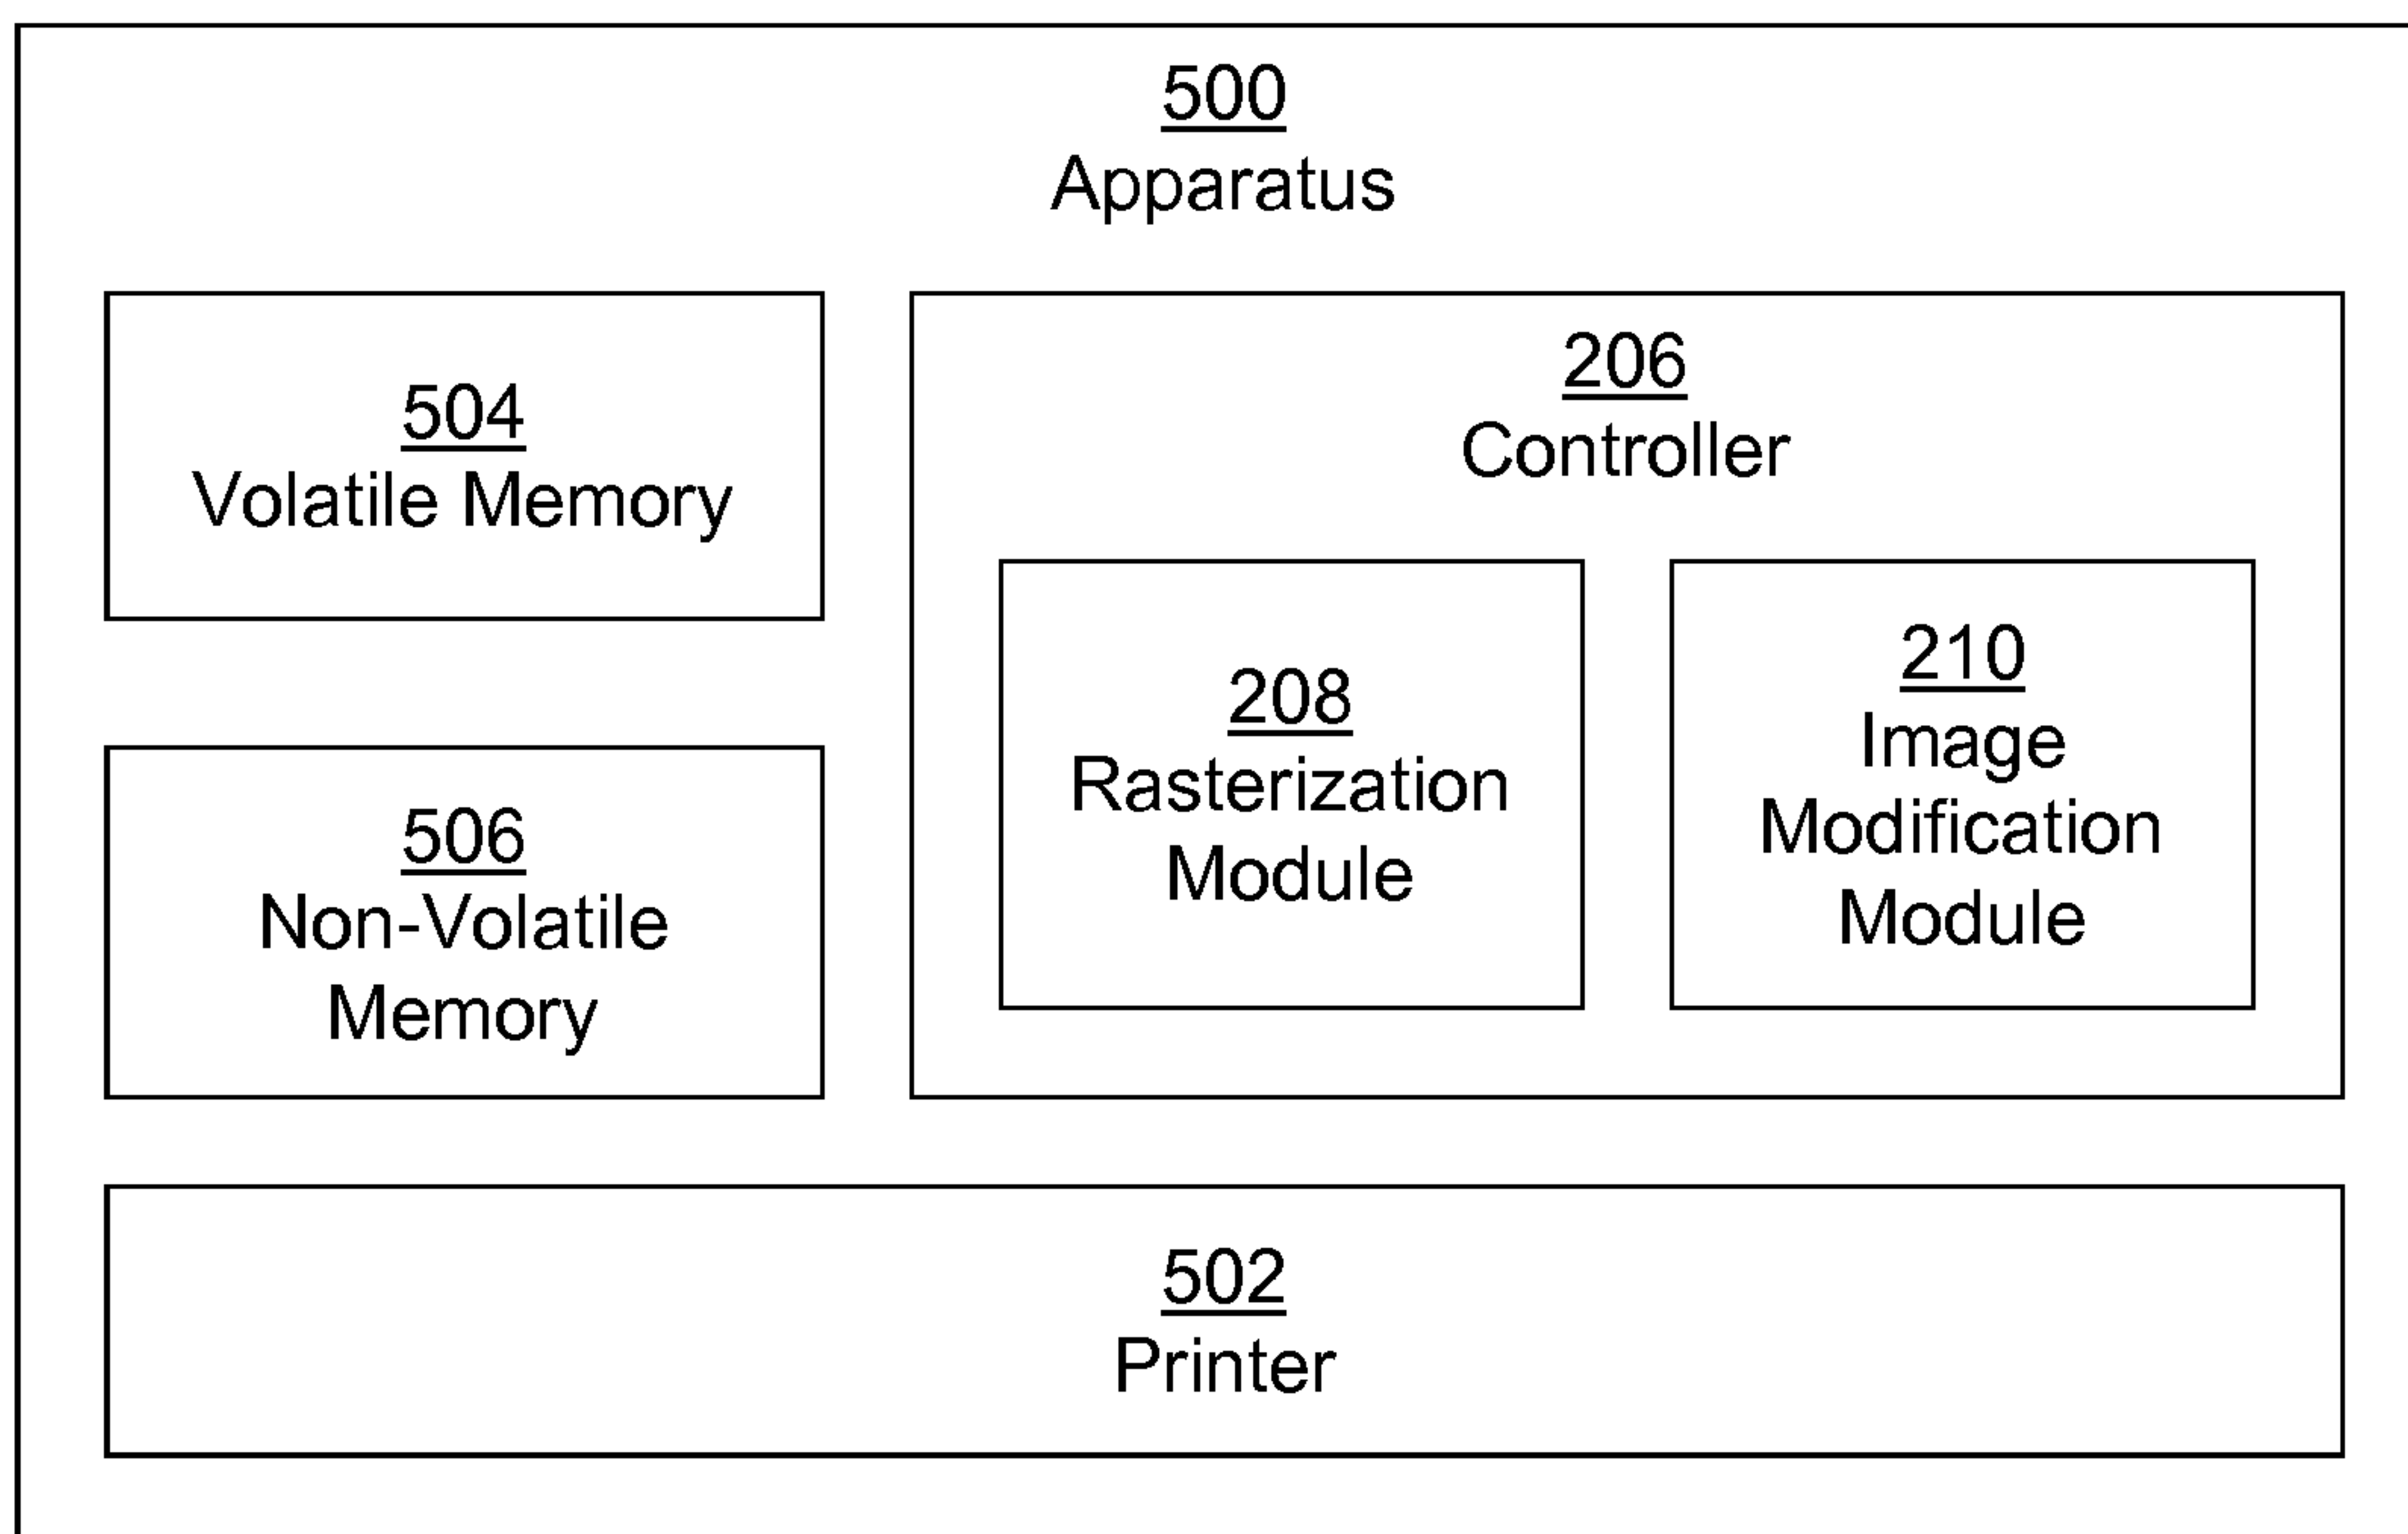 500
Apparatus
504
Volatile Memory
206
Controller
208
Rasterization
Module
210
Image
Modification
Module
506
Non-Volatile
Memory
502
Printer